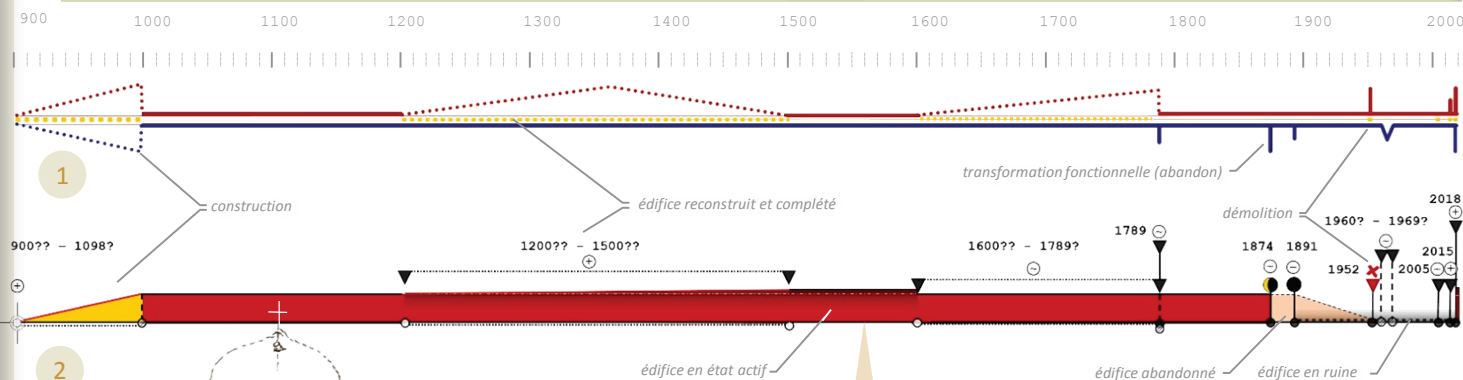 900 1000 1100 1200 1300 1400 1500 1600 1700 1800 1900 2000
1
transformation fonctionnelle (abandon)
construction
édifice reconstruit et complété
démolition
2018
1960? - 1969?
1789
900?? - 1098?
1200?? - 1500??
1600?? - 1789?
1874 1891
2015
1952
2005
2
édifice en état actif
édifice abandonné
édifice en ruine